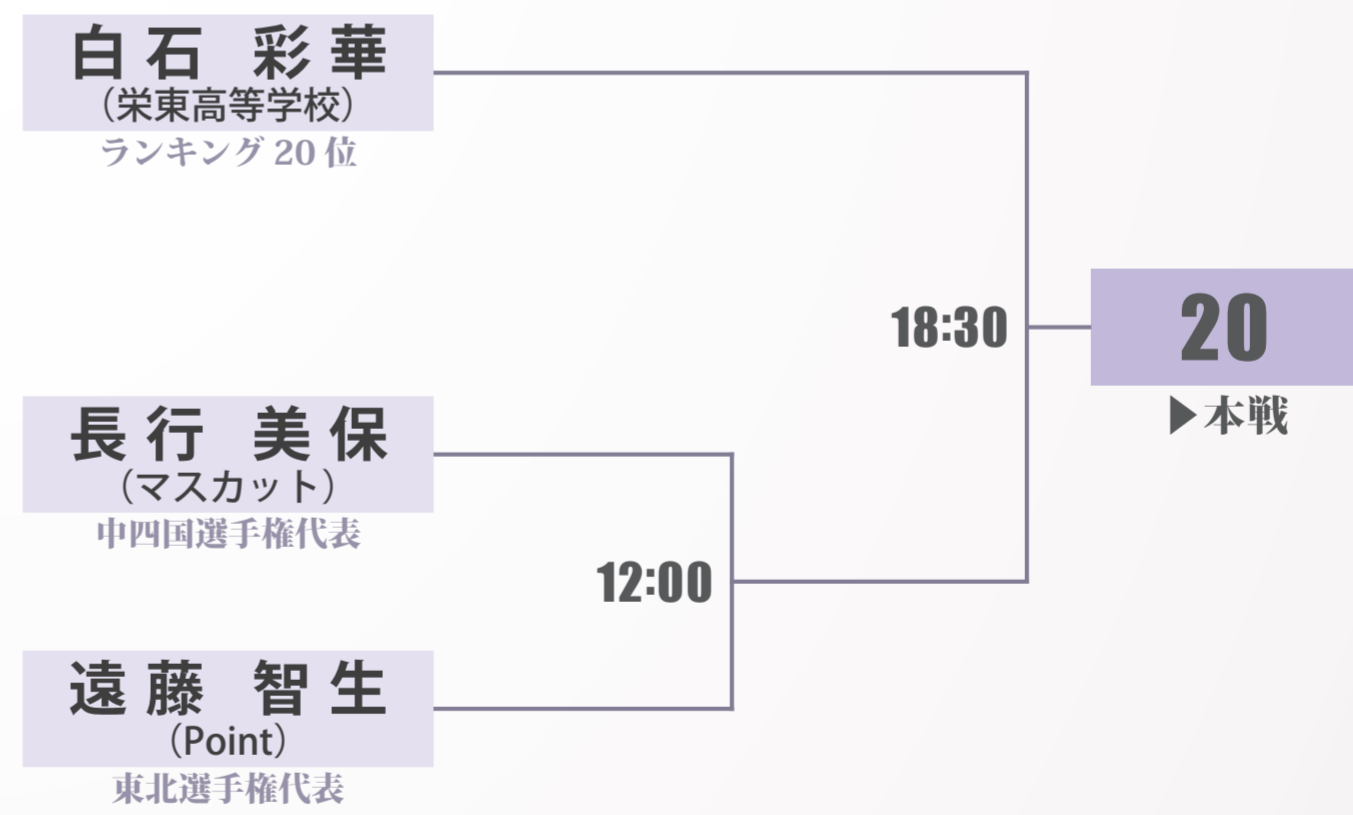 白石 彩華
（栄東高等学校）
ランキング 20 位
18:30
20
▶本戦
長行 美保
（マスカット）
中四国選手権代表
12:00
遠藤 智生
（Point）
東北選手権代表